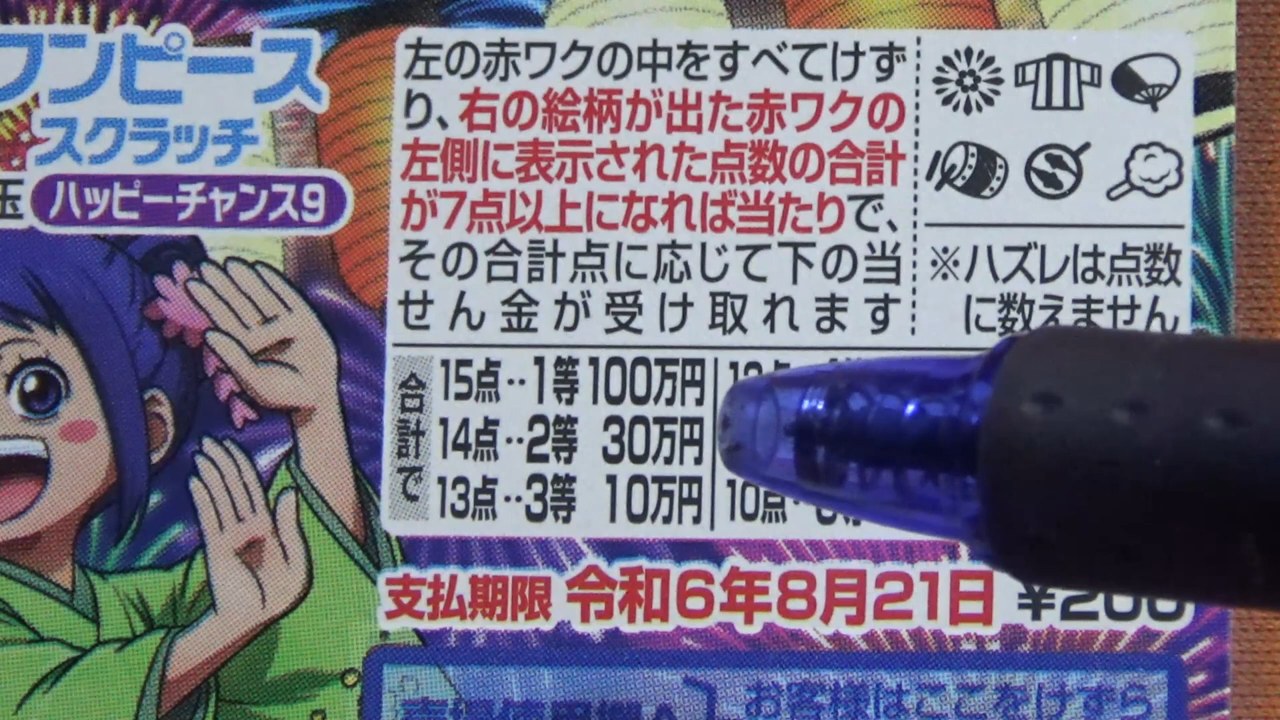 ワンピース
スクラッチ
玉 ハッピーチャンス9
左の赤ワクの中をすべてけず
り、右の絵柄が出た赤ワクの
左側に表示された点数の合計
が7点以上になれば当たりで、
その合計点に応じて下の当
せん金が受け取れます
※ハズレは点数
に数えません
合計で
15点‥1等 100万円
14点‥2等 30万円
13点‥3等 10万円
10点
支払期限 令和6年8月21日 ¥200
お客様はここをけずら